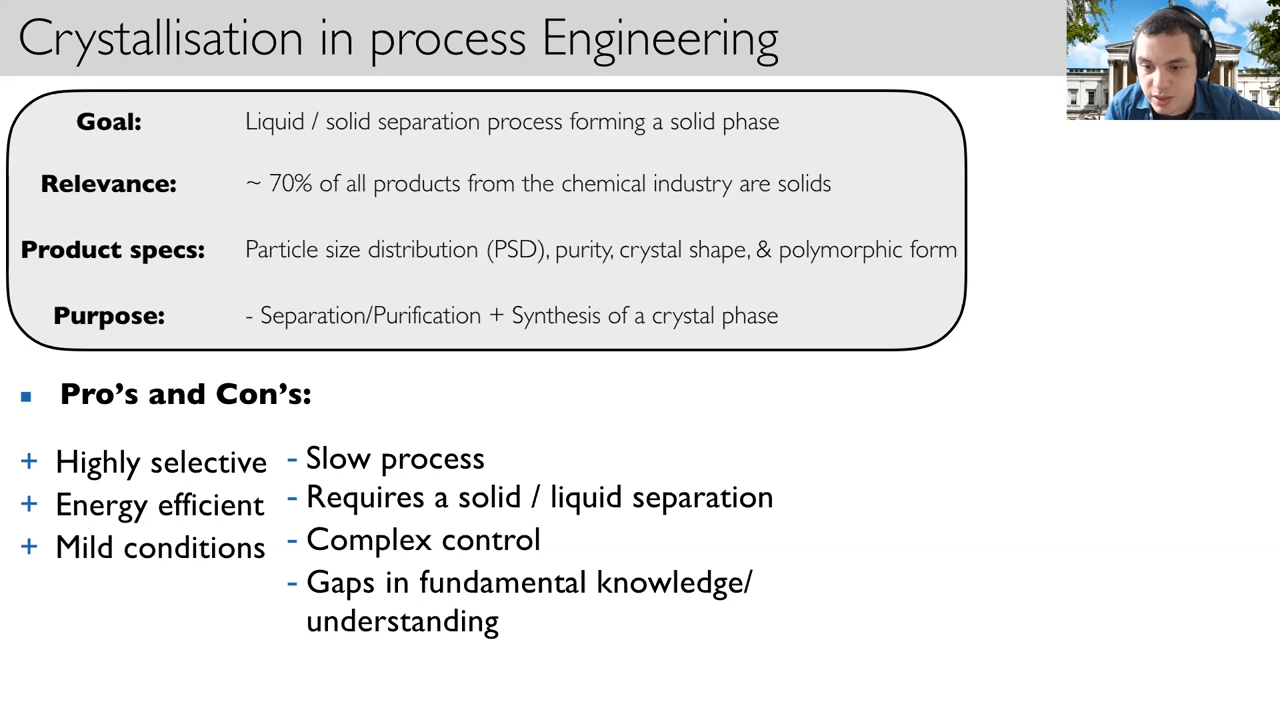 Crystallisation in process Engineering
Goal: Liquid / solid separation process forming a solid phase
Relevance: ~ 70% of all products from the chemical industry are solids
Product specs: Particle size distribution (PSD), purity, crystal shape, & polymorphic form
Purpose: - Separation/Purification + Synthesis of a crystal phase
▪ Pro’s and Con’s:
+ Highly selective
+ Energy efficient
+ Mild conditions
- Slow process
- Requires a solid / liquid separation
- Complex control
- Gaps in fundamental knowledge/
understanding